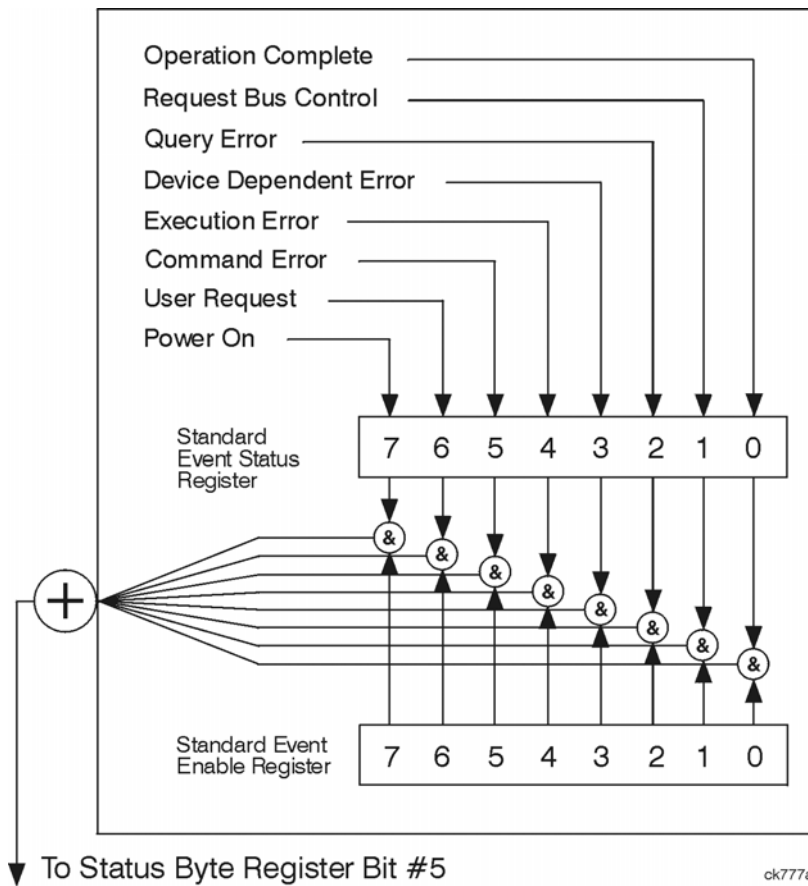 Operation Complete
Request Bus Control
Query Error
Device Dependent Error
Execution Error
Command Error
User Request
Power On
Standard
Event Status
Register
7 6 5 4 3 2 1 0
&
&
&
&
&
&
&
&
+
Standard Event
Enable Register
7 6 5 4 3 2 1 0
To Status Byte Register Bit #5